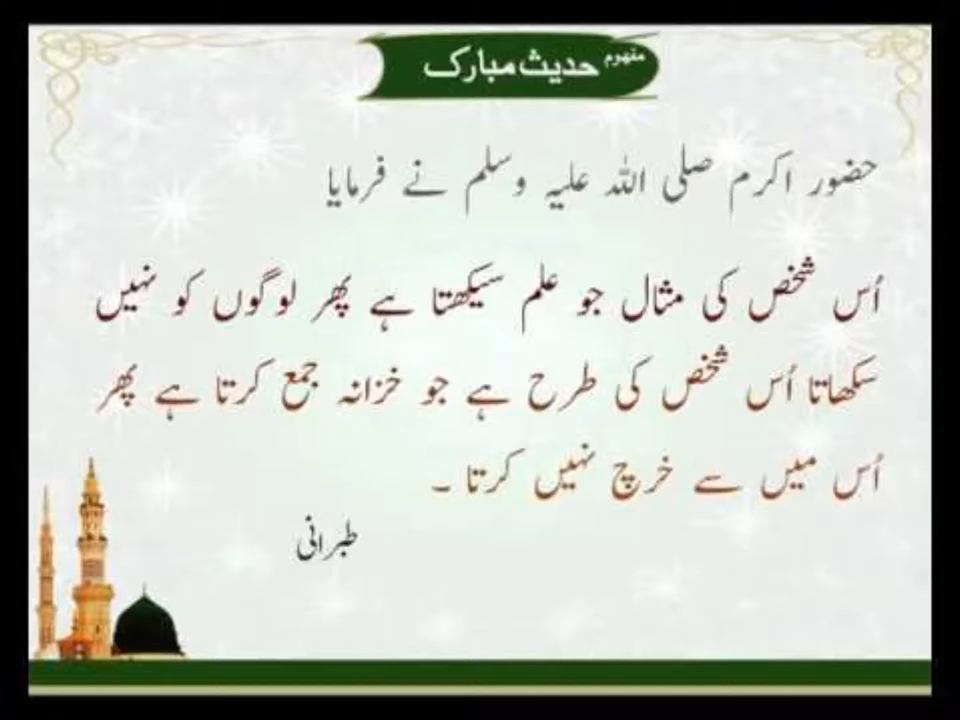 مفہوم حدیث مبارک
حضور اکرم صلی اللہ علیہ وسلم نے فرمایا
اُس شخص کی مثال جو علم سیکھتا ہے پھر لوگوں کو نہیں
سکھاتا اُس شخص کی طرح ہے جو خزانہ جمع کرتا ہے پھر
اُس میں سے خرچ نہیں کرتا ۔
طبرانی